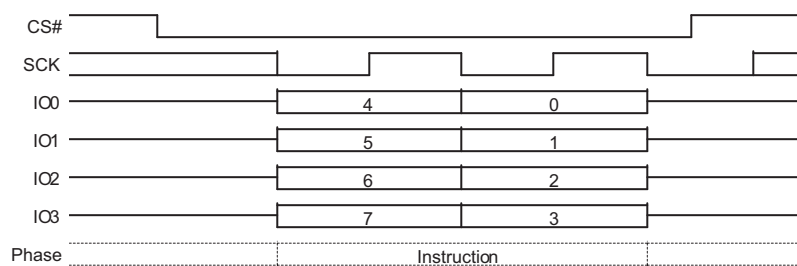 CS#
SCK
IO0 4 0
IO1 5 1
IO2 6 2
IO3 7 3
Phase Instruction